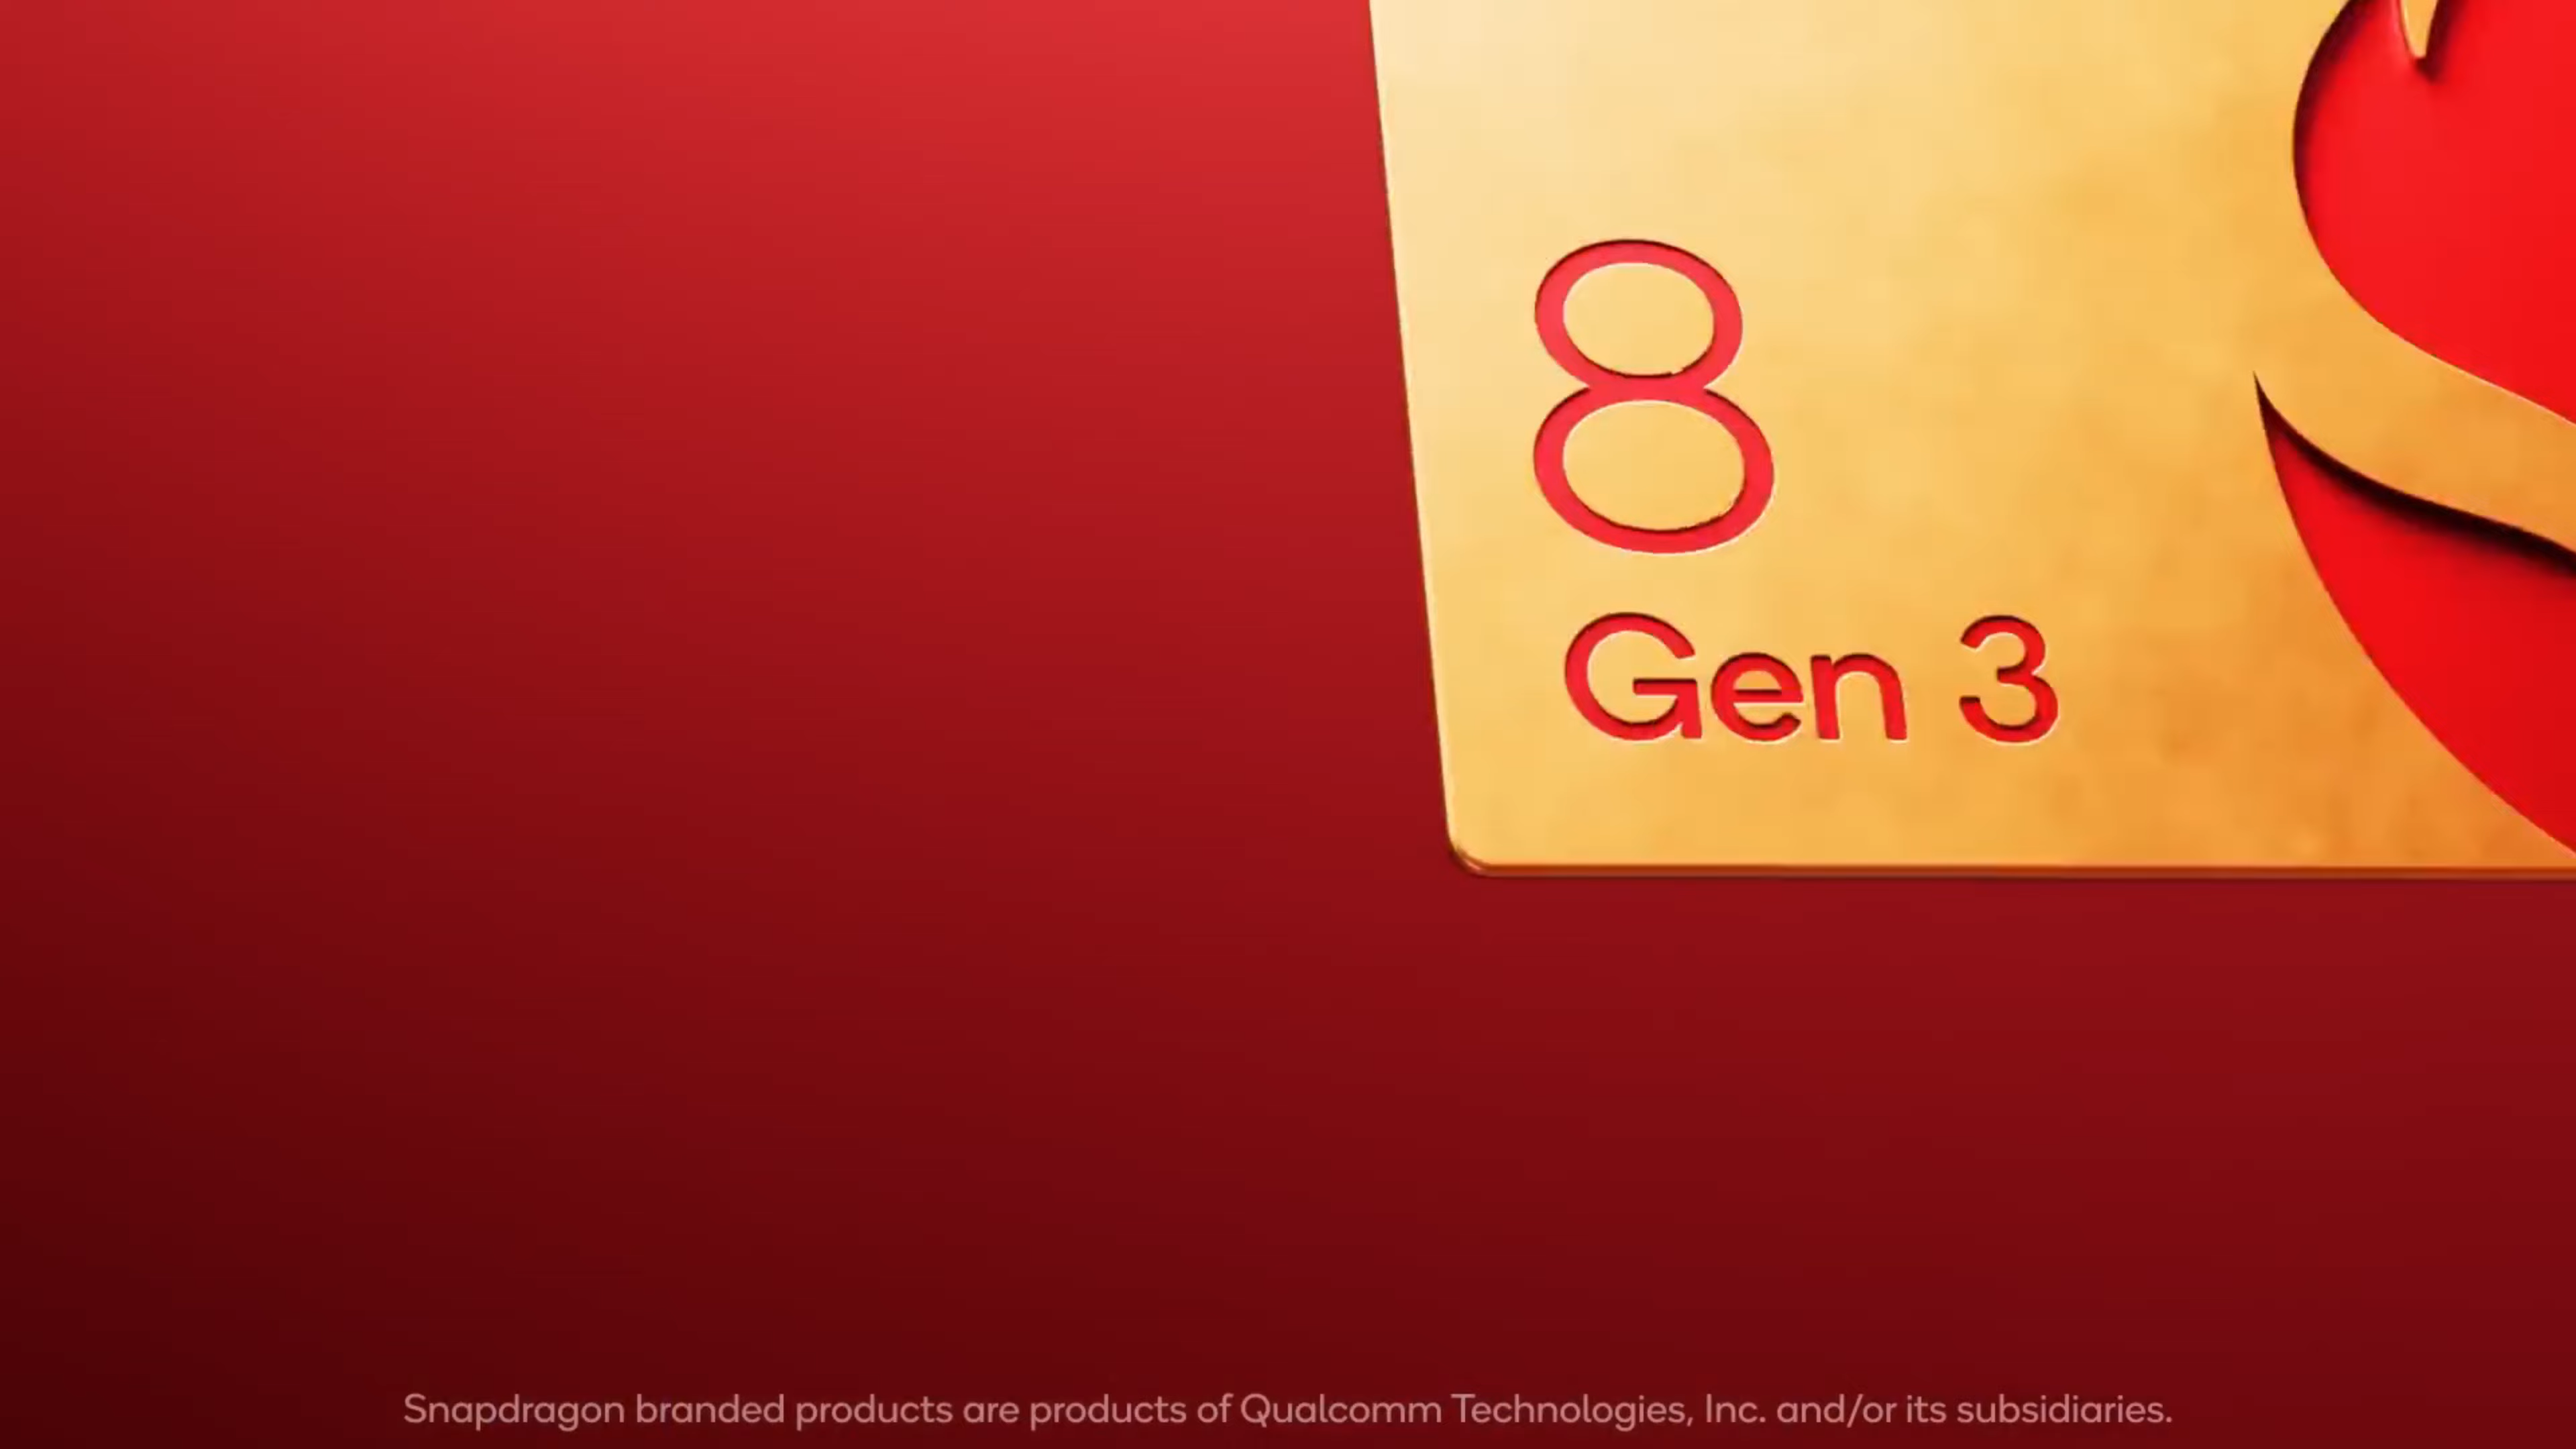 8
Gen 3
Snapdragon branded products are products of Qualcomm Technologies, Inc. and/or its subsidiaries.